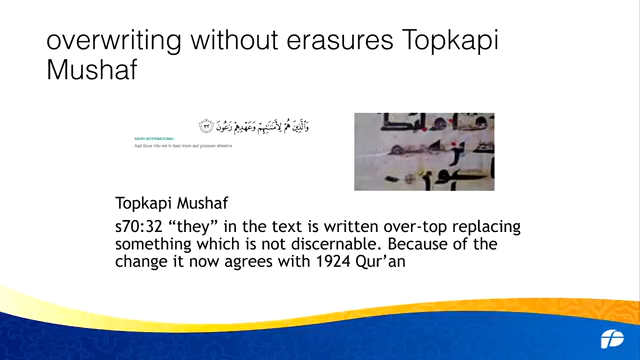 overwriting without erasures Topkapi
Mushaf
وَالَّذِينَ هُمْ لِأَمَانَاتِهِمْ وَعَهْدِهِمْ رَاعُونَ ﴿٣٢﴾
SAHIH INTERNATIONAL
And those who are to their trusts and promises attentive
Topkapi Mushaf
s70:32 “they” in the text is written over-top replacing
something which is not discernable. Because of the
change it now agrees with 1924 Qur’an